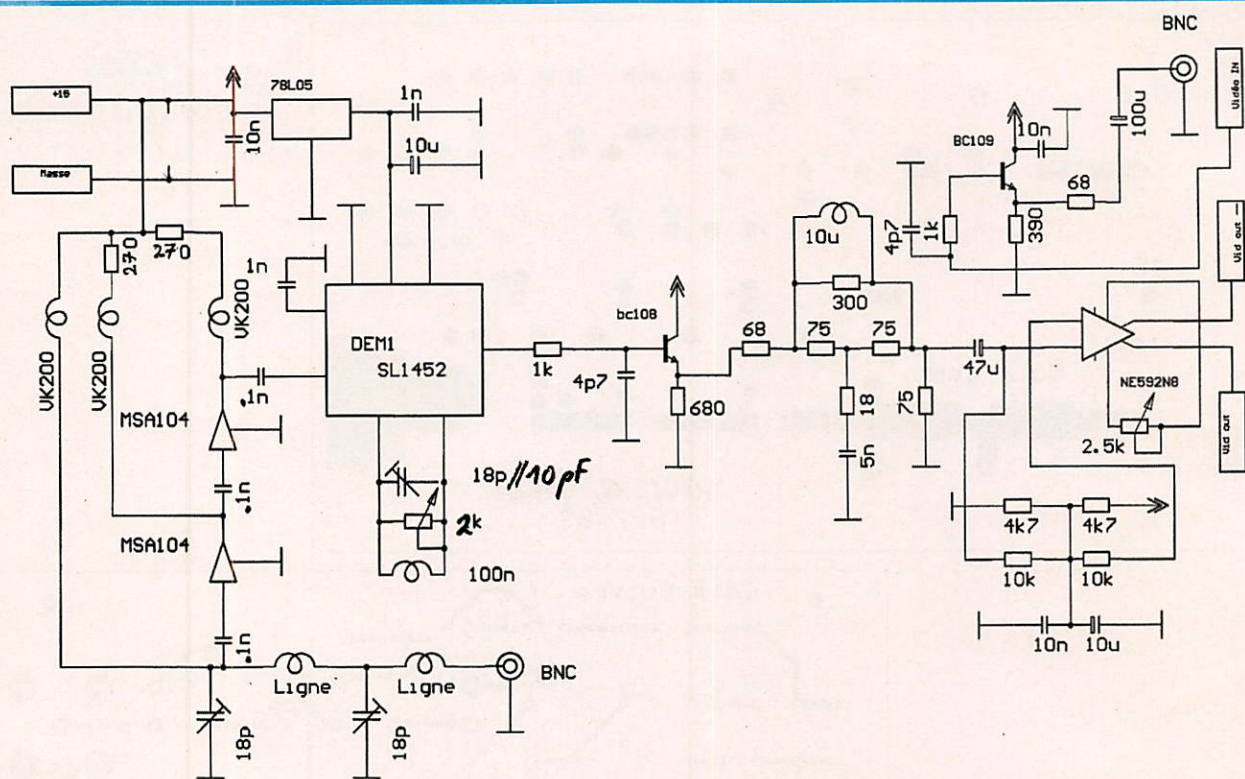 BNC
+15
78L05
1n
10n
10u
Masse
Vidéo IN
100u
BC109
10n
68
4p7
1k
390
270
270
VK200
VK200
VK200
1n
10u
300
Vid out -
bc108
DEM1
SL1452
1k
4p7
680
68
75
75
47u
18
75
5n
NE592N8
2.5k
Vid out
MSA104
.1n
.1n
18p//10pF
2k
100n
MSA104
4k7
4k7
10k
10k
10n
10u
.1n
Ligne
Ligne
BNC
18p
18p